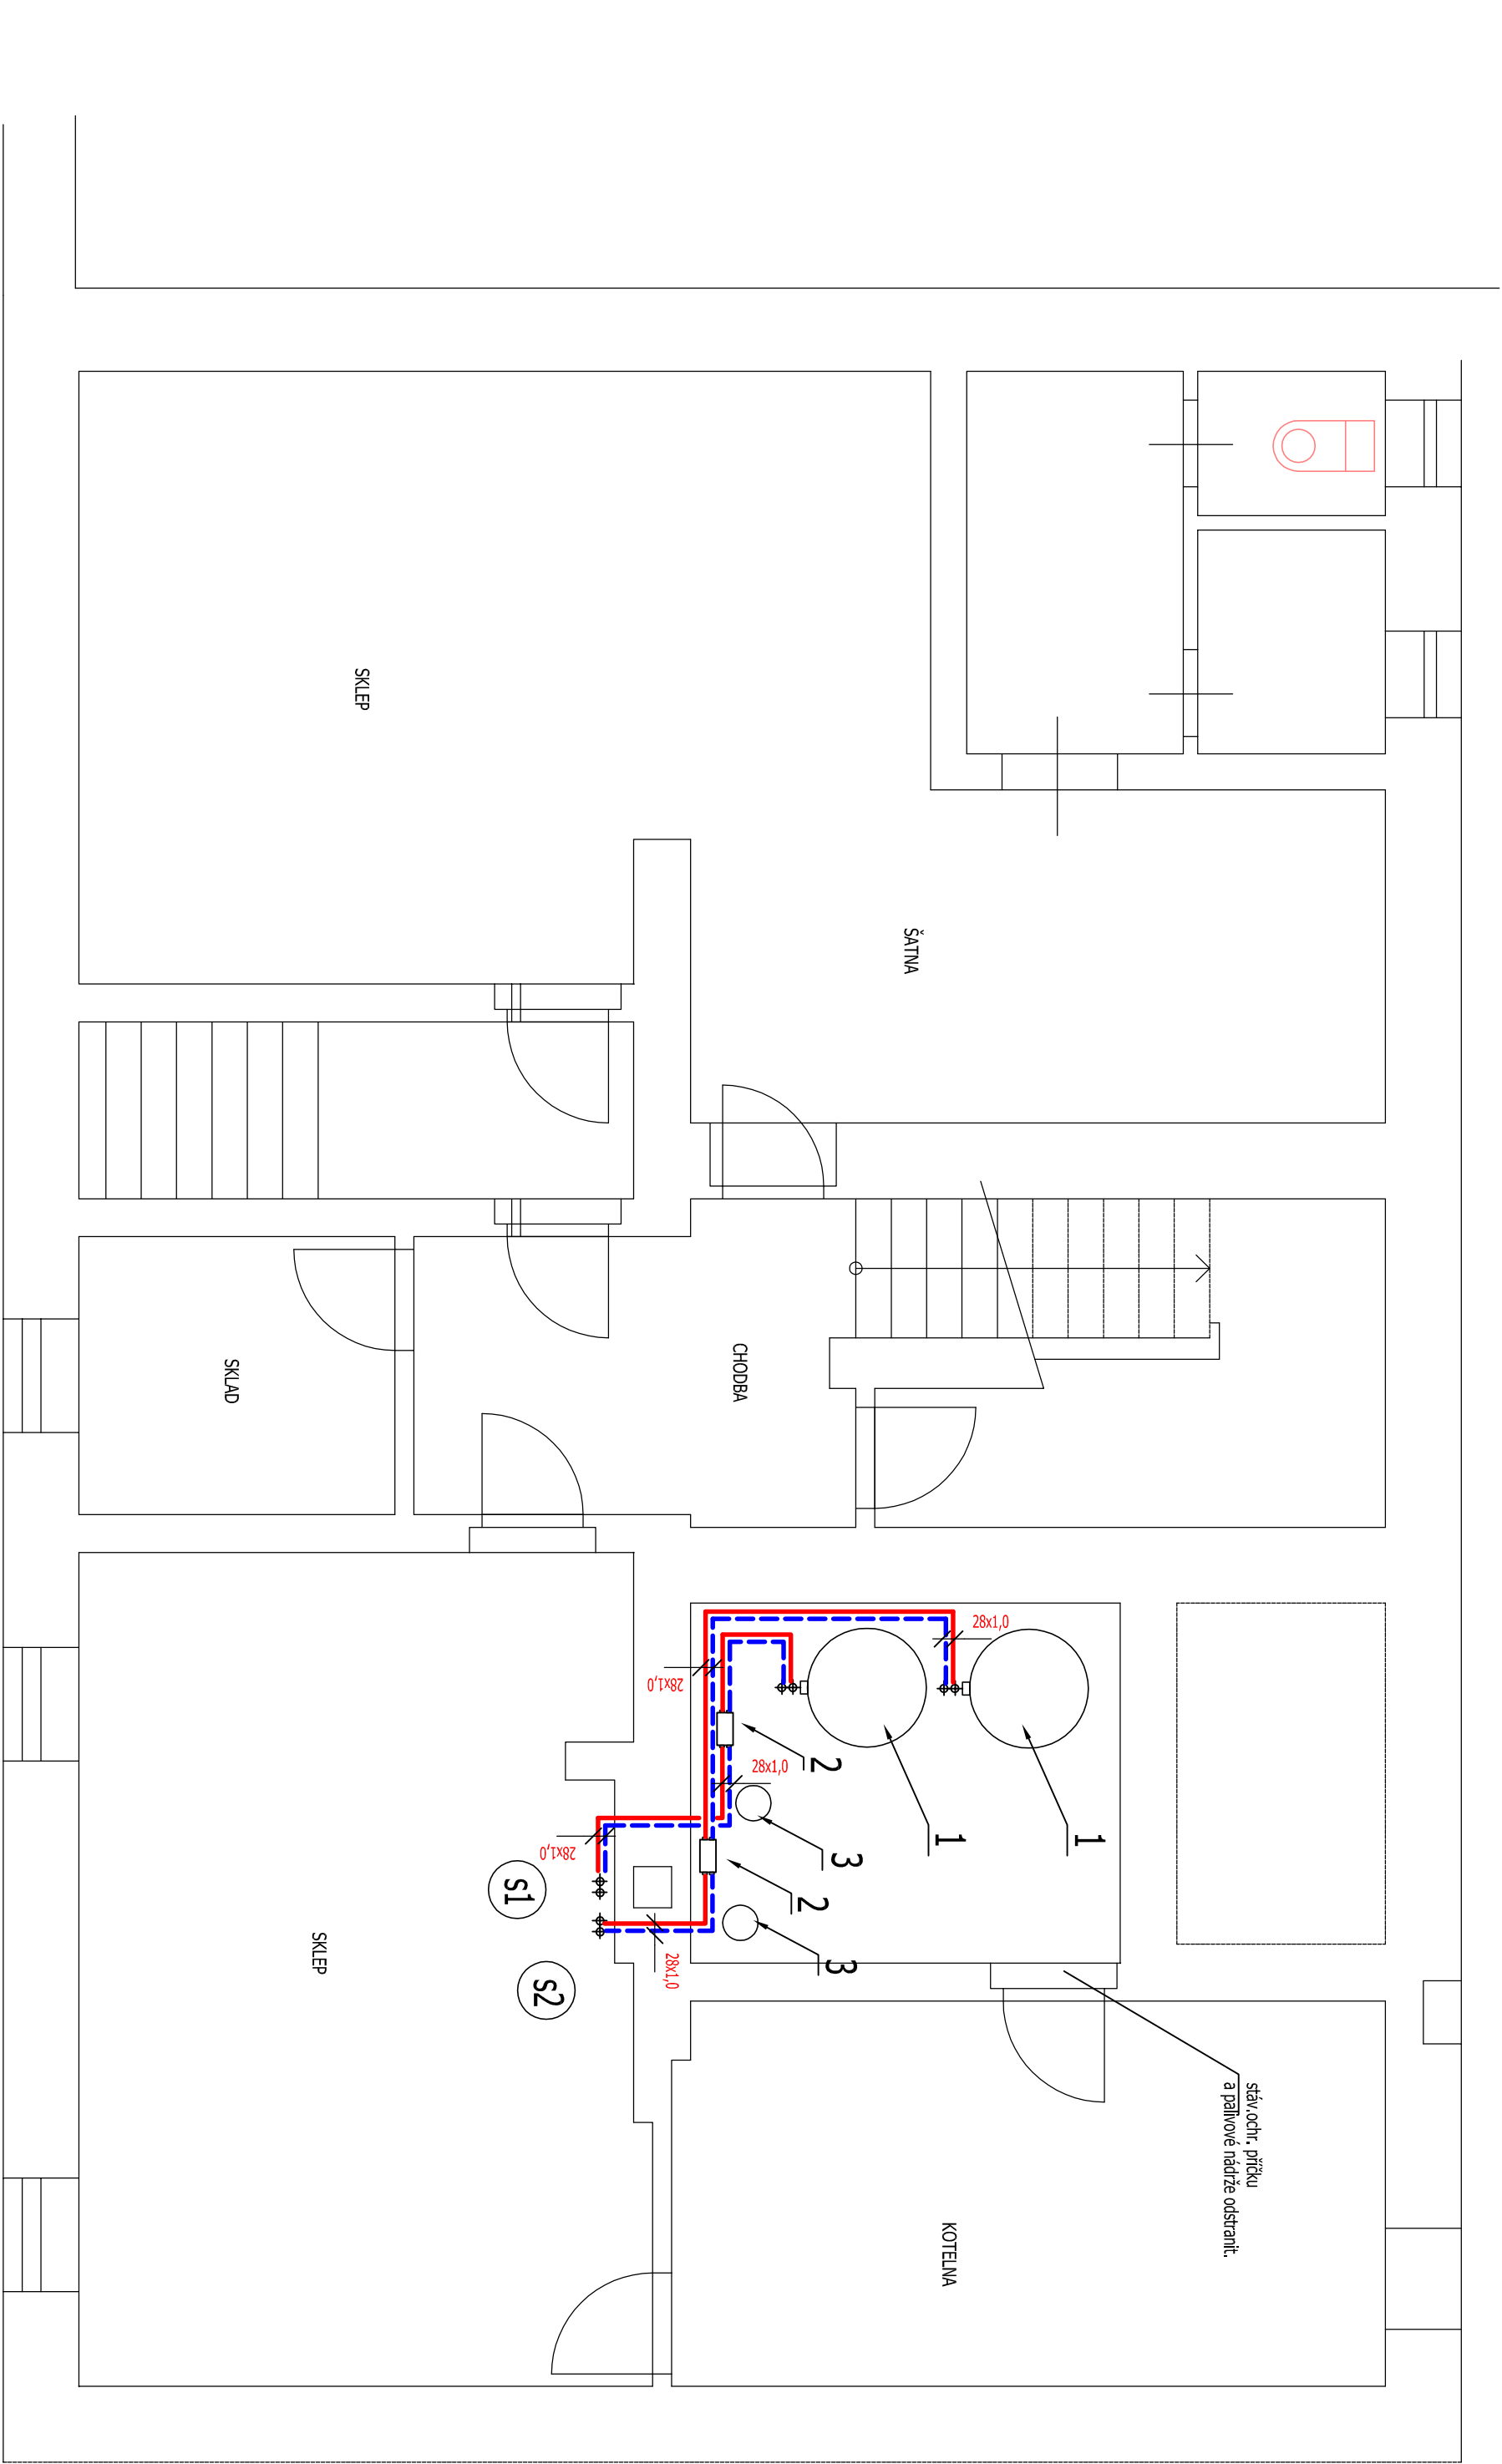 SKLEP
ŠATNA
CHODBA
SKLAD
28x1,0
28x1,0
28x1,0
28x1,0
28x1,0
1
1
2
2
3
3
S1
S2
SKLEP
KOTELNA
stáv.ochr. příčku
a palivové nádrže odstranit.